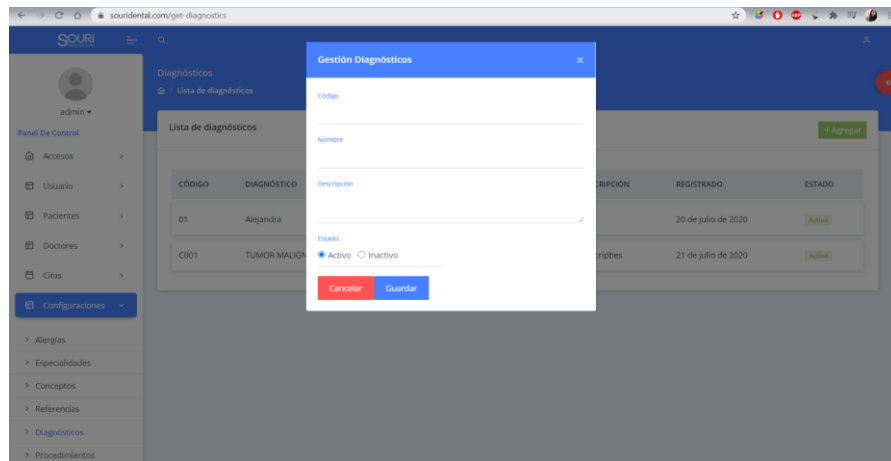 souridental.com/get-diagnostics
SOURI
admin
Panel De Control
Accesos
Usuario
Pacientes
Doctores
Citas
Configuraciones
Alergías
Especialidades
Conceptos
Referencias
Diagnósticos
Procedimientos
Diagnósticos
/ Lista de diagnósticos
Lista de diagnósticos
+ Agregar
CÓDIGO DIAGNÓSTICO CRIPCIÓN REGISTRADO ESTADO
01 Alejandra 20 de julio de 2020 Activo
C001 TUMOR MALIGN criptbes 21 de julio de 2020 Activo
Gestión Diagnósticos ×
Código
Nombre
Descripción
Estado:
Activo Inactivo
Cancelar Guardar